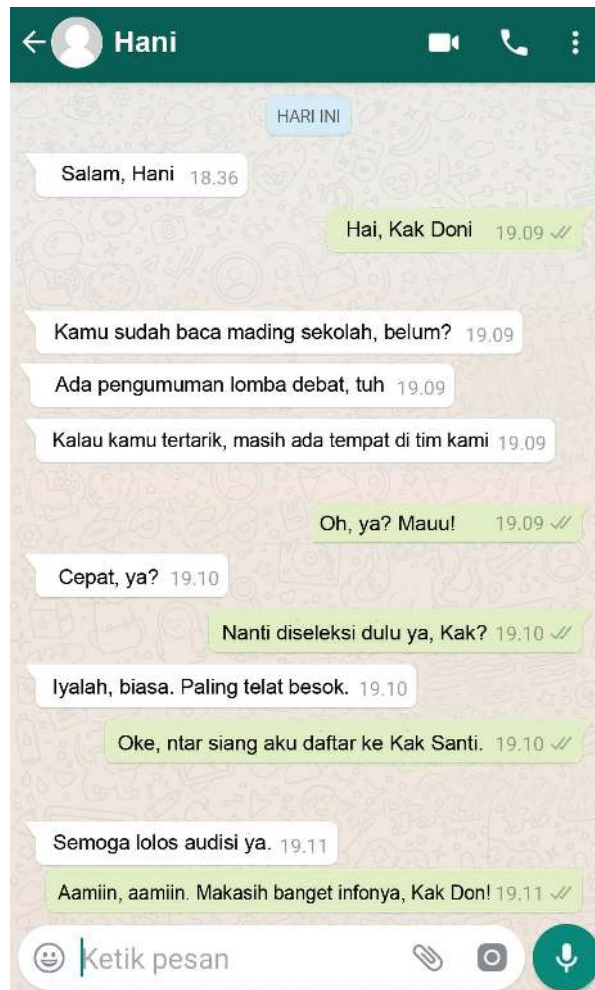 Hani
HARI INI
Salam, Hani 18.36
Hai, Kak Doni 19.09
Kamu sudah baca mading sekolah, belum? 19.09
Ada pengumuman lomba debat, tuh 19.09
Kalau kamu tertarik, masih ada tempat di tim kami 19.09
Oh, ya? Mauu! 19.09
Cepat, ya? 19.10
Nanti diseleksi dulu ya, Kak? 19.10
Iyalah, biasa. Paling telat besok. 19.10
Oke, ntar siang aku daftar ke Kak Santi. 19.10
Semoga lolos audisi ya. 19.11
Aamiin, aamiin. Makasih banget infonya, Kak Don! 19.11
Ketik pesan